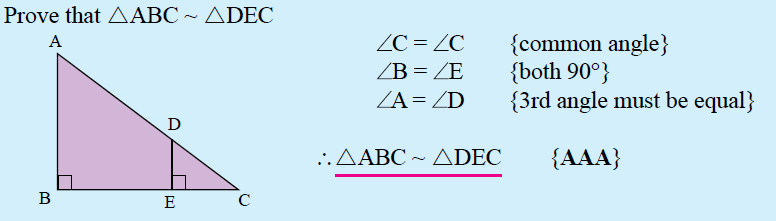 Prove that △ABC ~ △DEC
A
D
B
E
C
∠C = ∠C {common angle}
∠B = ∠E {both 90°}
∠A = ∠D {3rd angle must be equal}
∴ △ABC ~ △DEC {AAA}